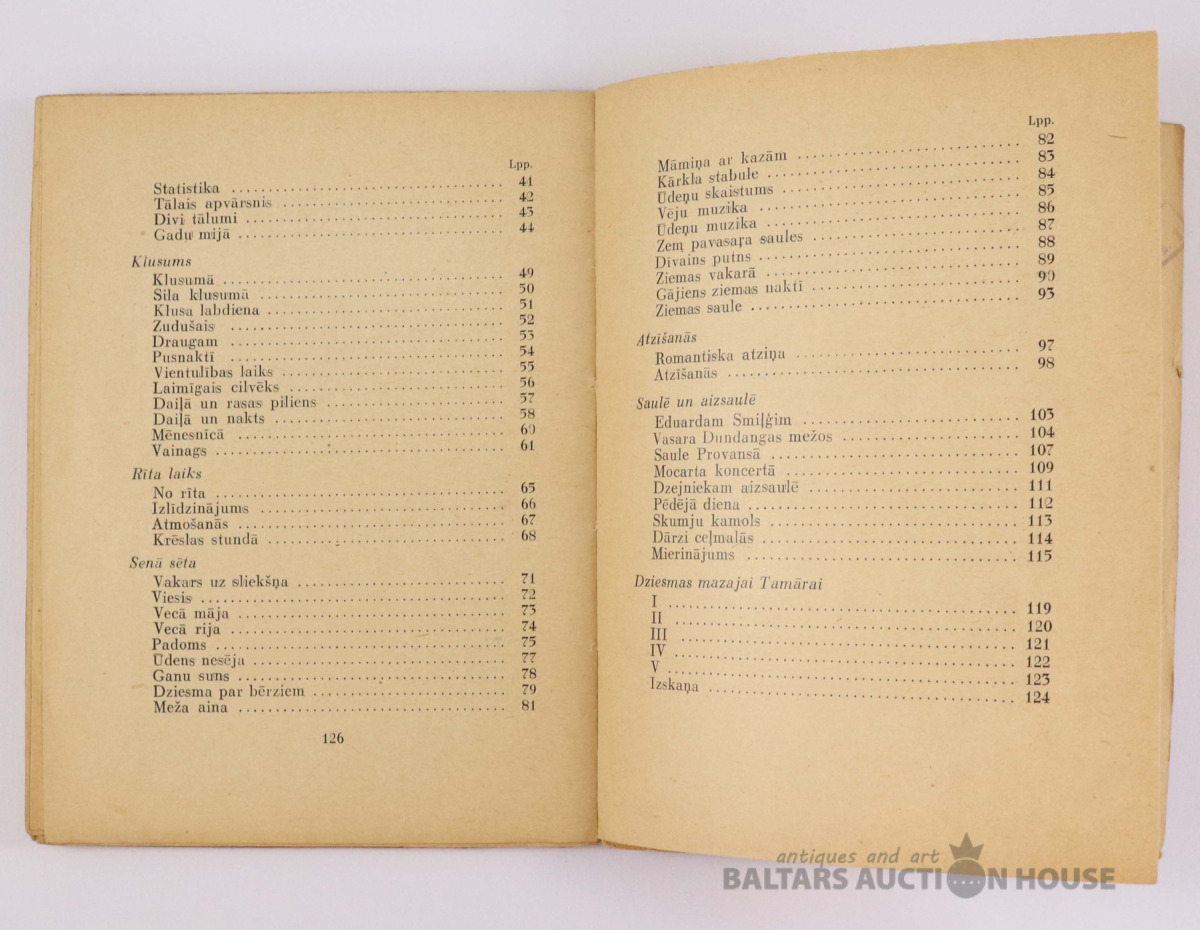 Lpp.
Statistika 41
Tālais apvārsnis 42
Divi tālumi 43
Gadu mijā 44
Klusums
Klusumā 49
Sila klusumā 50
Klusa labdiena 51
Zudušais 52
Draugam 53
Pusnaktī 54
Vientulības laiks 55
Laimīgais cilvēks 56
Daiļā un rasas piliens 57
Daiļā un nakts 58
Mēnesnīcā 60
Vainags 61
Rīta laiks
No rīta 65
Izlīdzinājums 66
Atmošanās 67
Krēslas stundā 68
Senā sēta
Vakars uz sliekšņa 71
Viesis 72
Vecā māja 73
Vecā rija 74
Padoms 75
Ūdens nesēja 77
Ganu suns 78
Dziesma par bērziem 79
Meža aina 81
126
Lpp.
Māmiņa ar kazām 82
Kārkla stabule 83
Ūdeņu skaistums 84
Vēju muzika 85
Ūdeņu muzika 86
Zem pavasaŗa saules 87
Dīvains putns 88
Ziemas vakarā 89
Gājiens ziemas naktī 90
Ziemas saule 93
Atzīšanās
Romantiska atziņa 97
Atzīšanās 98
Saulē un aizsaulē
Eduardam Smiļģim 103
Vasara Dundangas mežos 104
Saule Provansā 107
Mocarta koncertā 109
Dzejniekam aizsaulē 111
Pēdējā diena 112
Skumju kamols 113
Dārzi ceļmalās 114
Mierinājums 115
Dziesmas mazajai Tamārai
I 119
II 120
III 121
IV 122
V 123
Izskaņa 124
antiques and art
BALTARS AUCTION HOUSE